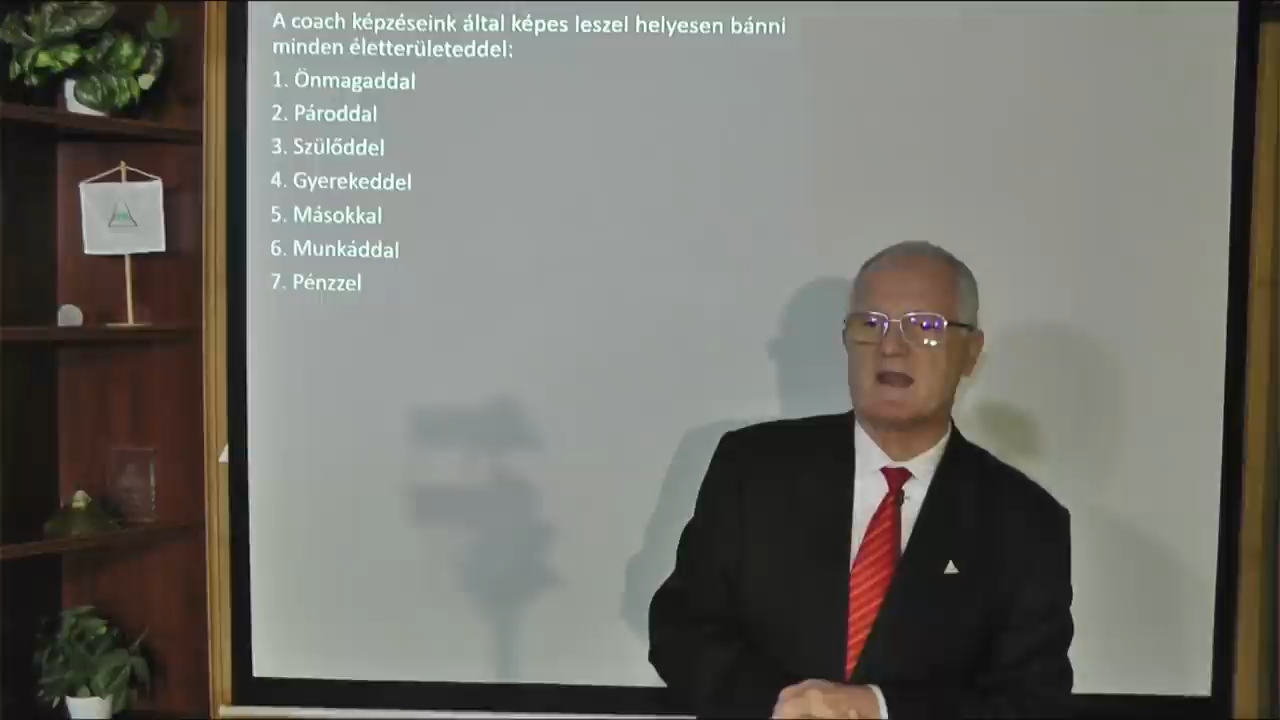 A coach képzéseink által képes leszel helyesen bánni
minden életterületeddel:
1. Önmagaddal
2. Pároddal
3. Szülőddel
4. Gyerekeddel
5. Másokkal
6. Munkáddal
7. Pénzzel